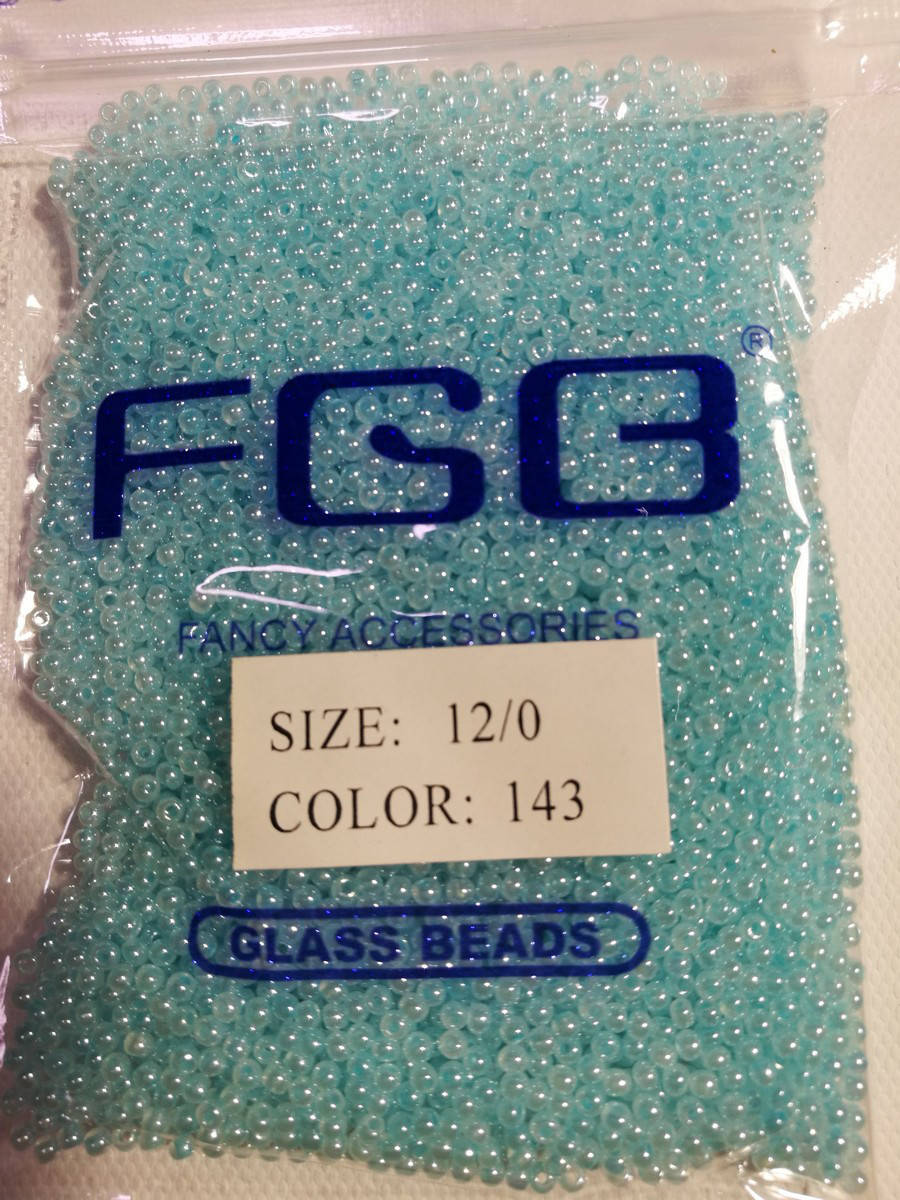 FGB®
FANCY ACCESSORIES
SIZE: 12/0
COLOR: 143
GLASS BEADS